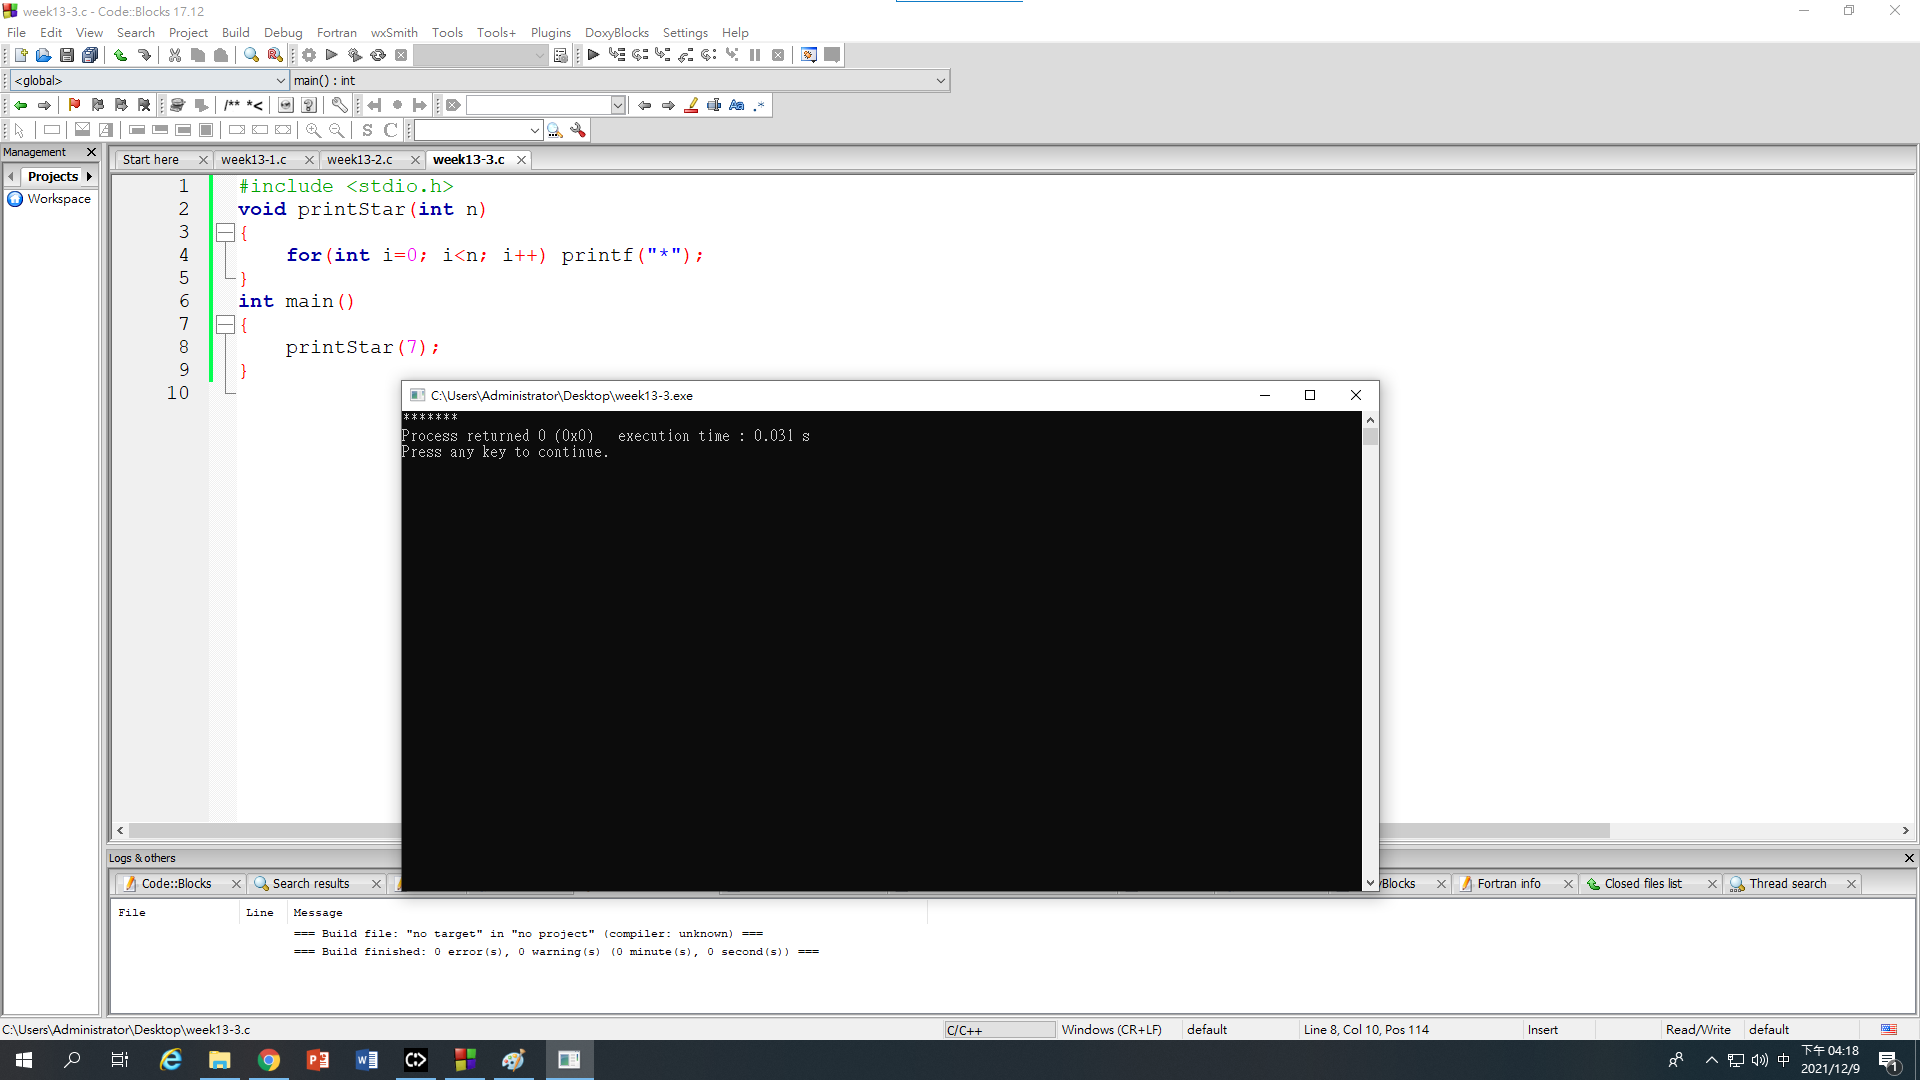 week13-3.c - Code::Blocks 17.12
File Edit View Search Project Build Debug Fortran wxSmith Tools Tools+ Plugins DoxyBlocks Settings Help
<global> main() : int
/** *<
S C
Management
Projects
Workspace
Start here week13-1.c week13-2.c week13-3.c
1 #include <stdio.h>
2 void printStar(int n)
3 {
4 for(int i=0; i<n; i++) printf("*");
5 }
6 int main()
7 {
8 printStar(7);
9 }
10
C:\Users\Administrator\Desktop\week13-3.exe
*******
Process returned 0 (0x0) execution time : 0.031 s
Press any key to continue.
Logs & others
Code::Blocks Search results Blocks Fortran info Closed files list Thread search
File Line Message
=== Build file: "no target" in "no project" (compiler: unknown) ===
=== Build finished: 0 error(s), 0 warning(s) (0 minute(s), 0 second(s)) ===
C:\Users\Administrator\Desktop\week13-3.c C/C++ Windows (CR+LF) default Line 8, Col 10, Pos 114 Insert Read/Write default
中 下午 04:18
2021/12/9
1